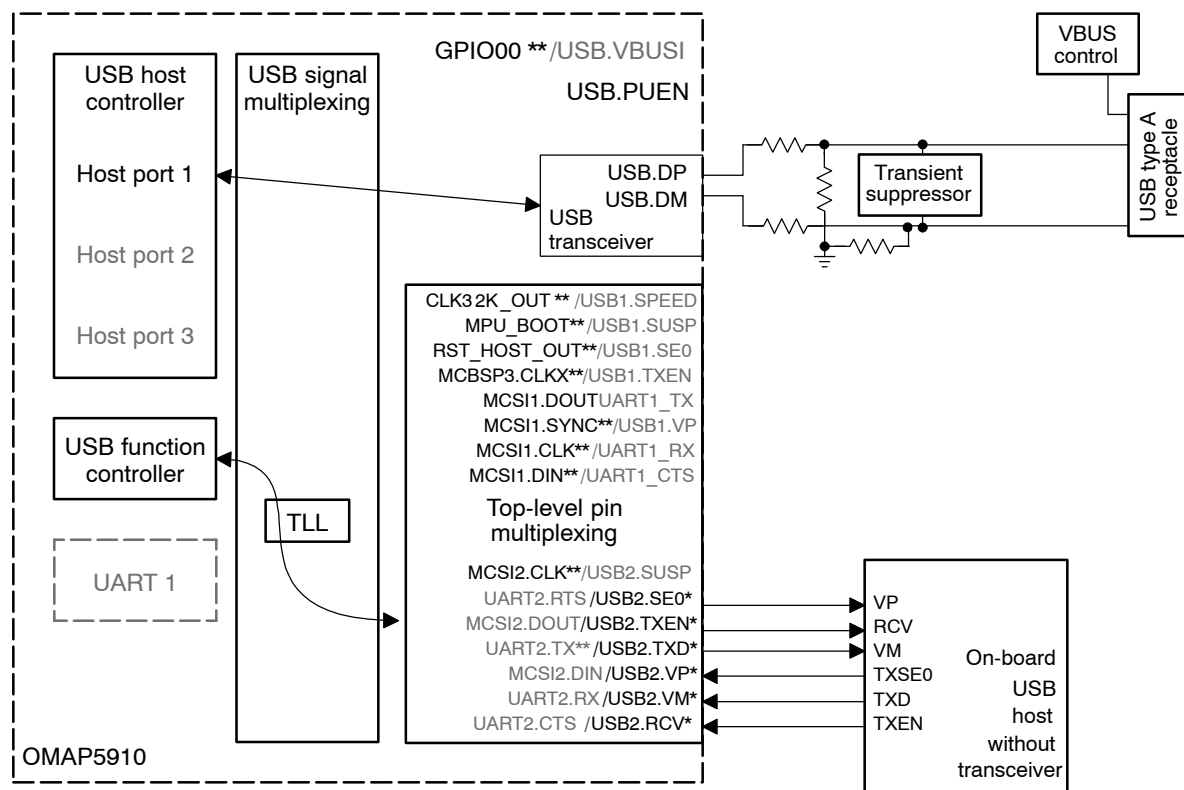 GPIO00 **/USB.VBUSI
USB.PUEN
VBUS
control
USB host
controller
Host port 1
Host port 2
Host port 3
USB signal
multiplexing
USB.DP
USB.DM
USB
transceiver
Transient
suppressor
USB type A
receptacle
CLK32K_OUT ** /USB1.SPEED
MPU_BOOT**/USB1.SUSP
RST_HOST_OUT**/USB1.SE0
MCBSP3.CLKX**/USB1.TXEN
MCSI1.DOUTUART1_TX
MCSI1.SYNC**/USB1.VP
MCSI1.CLK**/UART1_RX
MCSI1.DIN**/UART1_CTS
Top-level pin
multiplexing
MCSI2.CLK**/USB2.SUSP
UART2.RTS/USB2.SE0*
MCSI2.DOUT/USB2.TXEN*
UART2.TX**/USB2.TXD*
MCSI2.DIN/USB2.VP*
UART2.RX/USB2.VM*
UART2.CTS /USB2.RCV*
USB function
controller
TLL
UART 1
VP
RCV
VM
TXSE0
TXD
TXEN
On-board
USB
host
without
transceiver
OMAP5910